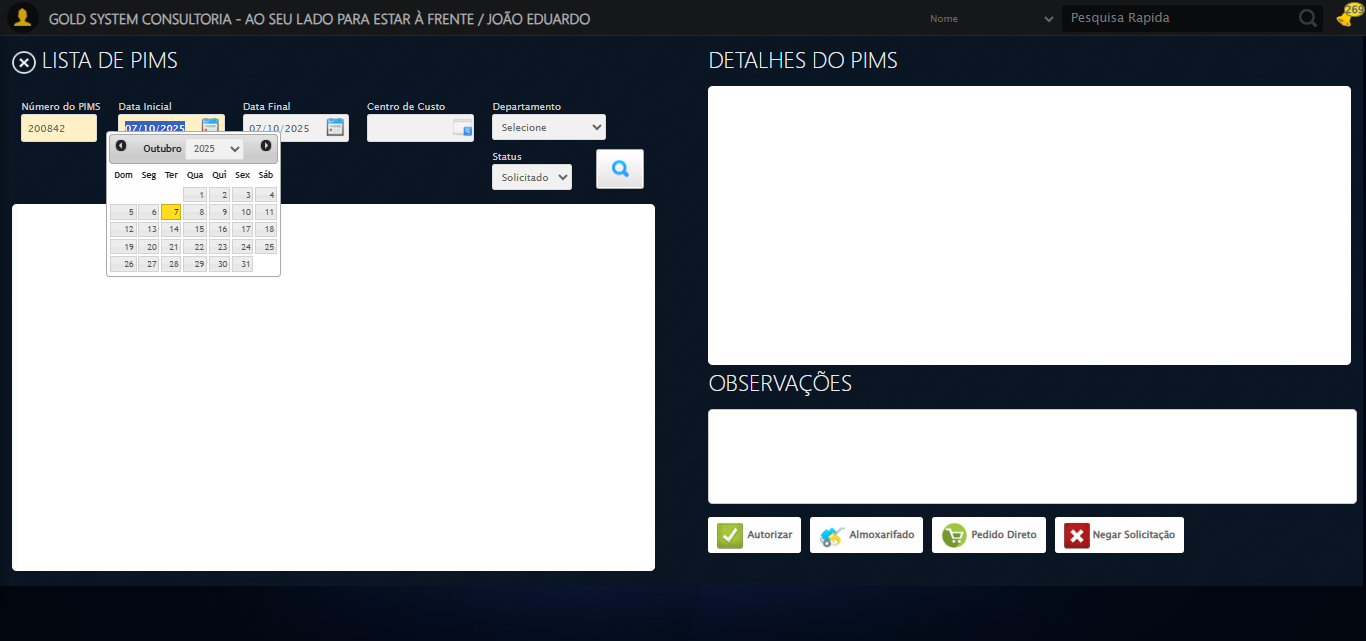 GOLD SYSTEM CONSULTORIA - AO SEU LADO PARA ESTAR À FRENTE / JOÃO EDUARDO
Nome
Pesquisa Rapida
269
LISTA DE PIMS
Número do PIMS
Data Inicial
Data Final
Centro de Custo
Departamento
200842
07/10/2025
07/10/2025
Selecione
Status
Solicitado
Outubro 2025
Dom Seg Ter Qua Qui Sex Sáb
1 2 3 4
5 6 7 8 9 10 11
12 13 14 15 16 17 18
19 20 21 22 23 24 25
26 27 28 29 30 31
DETALHES DO PIMS
OBSERVAÇÕES
Autorizar
Almoxarifado
Pedido Direto
Negar Solicitação